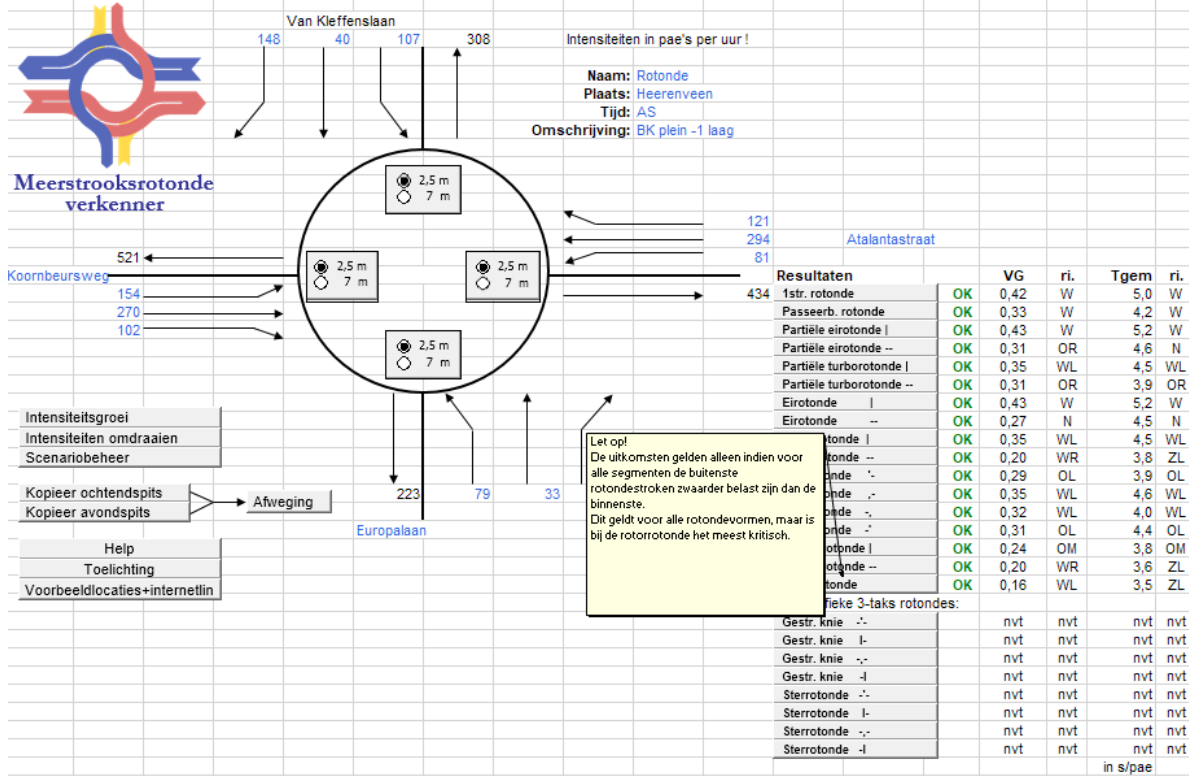 Van Kleffenslaan
148 40 107 308 Intensiteiten in pae's per uur !
Naam: Rotonde
Plaats: Heerenveen
Tijd: AS
Omschrijving: BK plein -1 laag
Meerstrooksrotonde
verkenner
2,5 m
7 m
121
294 Atalantastraat
81
521
Koornbeursweg
154
270
102
2,5 m
7 m
2,5 m
7 m
434
2,5 m
7 m
Resultaten VG ri. Tgem ri.
1str. rotonde OK 0,42 W 5,0 W
Passeerb. rotonde OK 0,33 W 4,2 W
Partiële eirotonde | OK 0,43 W 5,2 W
Partiële eirotonde -- OK 0,31 OR 4,6 N
Partiële turborotonde | OK 0,35 WL 4,5 WL
Partiële turborotonde -- OK 0,31 OR 3,9 OR
Eirotonde | OK 0,43 W 5,2 W
Eirotonde -- OK 0,27 N 4,5 N
tonde | OK 0,35 WL 4,5 WL
tonde -- OK 0,20 WR 3,8 ZL
onde -'- OK 0,29 OL 3,9 OL
onde ,- OK 0,35 WL 4,6 WL
onde -, OK 0,32 WL 4,0 WL
onde -' OK 0,31 OL 4,4 OL
otonde | OK 0,24 OM 3,8 OM
otonde -- OK 0,20 WR 3,6 ZL
tonde OK 0,16 WL 3,5 ZL
fieke 3-taks rotondes:
Gestr. knie -'- nvt nvt nvt nvt
Gestr. knie I- nvt nvt nvt nvt
Gestr. knie -,- nvt nvt nvt nvt
Gestr. knie -I nvt nvt nvt nvt
Sterrotonde -'- nvt nvt nvt nvt
Sterrotonde I- nvt nvt nvt nvt
Sterrotonde -,- nvt nvt nvt nvt
Sterrotonde -I nvt nvt nvt nvt
in s/pae
Let op!
De uitkomsten gelden alleen indien voor
alle segmenten de buitenste
rotondestroken zwaarder belast zijn dan de
binnenste.
Dit geldt voor alle rotondevormen, maar is
bij de rotorrotonde het meest kritisch.
223 79 33
Europalaan
Intensiteitsgroei
Intensiteiten omdraaien
Scenariobeheer
Kopieer ochtendspits
Kopieer avondspits
Afweging
Help
Toelichting
Voorbeeldlocaties+internetlin